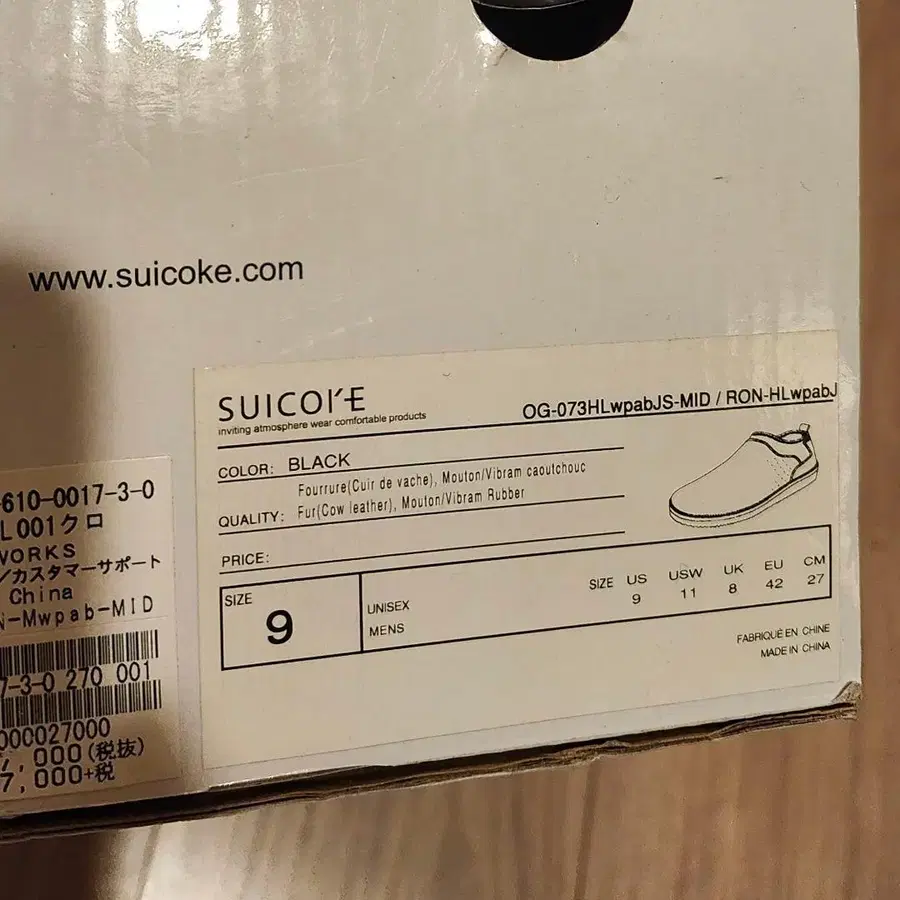 www.suicoke.com
SUICOKE
inviting atmosphere wear comfortable products
OG-073HLwpabJS-MID / RON-HLwpabJ
COLOR: BLACK
Fourrure(Cuir de vache), Mouton/Vibram caoutchouc
QUALITY: Fur(Cow leather), Mouton/Vibram Rubber
PRICE:
SIZE
9
UNISEX
MENS
SIZE US USW UK EU CM
9 11 8 42 27
FABRIQUÉ EN CHINE
MADE IN CHINA
610-0017-3-0
L001クロ
WORKS
/カスタマーサポート
China
N-Mwpab-MID
7-3-0 270 001
000027000
7,000(税抜)
7,000+税